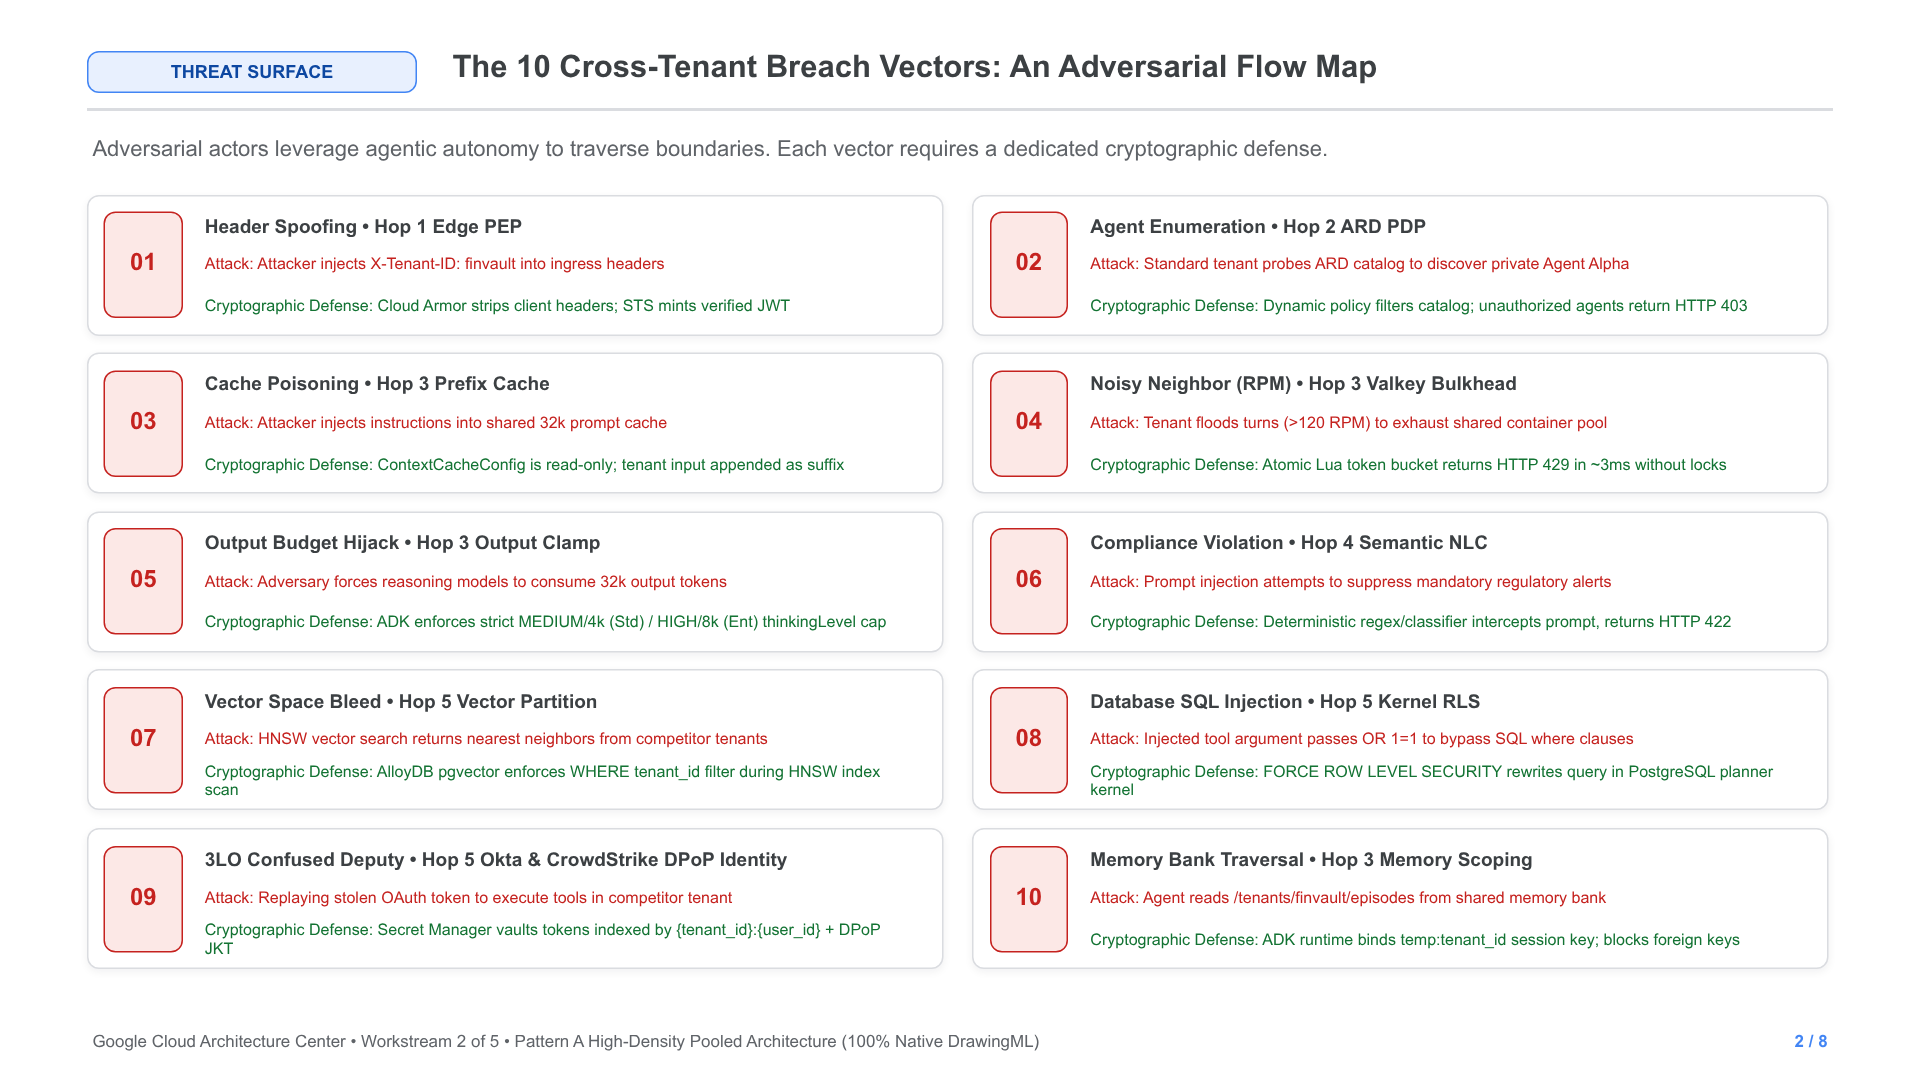 THREAT SURFACE
The 10 Cross-Tenant Breach Vectors: An Adversarial Flow Map
Adversarial actors leverage agentic autonomy to traverse boundaries. Each vector requires a dedicated cryptographic defense.
01
Header Spoofing • Hop 1 Edge PEP
Attack: Attacker injects X-Tenant-ID: finvault into ingress headers
Cryptographic Defense: Cloud Armor strips client headers; STS mints verified JWT
02
Agent Enumeration • Hop 2 ARD PDP
Attack: Standard tenant probes ARD catalog to discover private Agent Alpha
Cryptographic Defense: Dynamic policy filters catalog; unauthorized agents return HTTP 403
03
Cache Poisoning • Hop 3 Prefix Cache
Attack: Attacker injects instructions into shared 32k prompt cache
Cryptographic Defense: ContextCacheConfig is read-only; tenant input appended as suffix
04
Noisy Neighbor (RPM) • Hop 3 Valkey Bulkhead
Attack: Tenant floods turns (>120 RPM) to exhaust shared container pool
Cryptographic Defense: Atomic Lua token bucket returns HTTP 429 in ~3ms without locks
05
Output Budget Hijack • Hop 3 Output Clamp
Attack: Adversary forces reasoning models to consume 32k output tokens
Cryptographic Defense: ADK enforces strict MEDIUM/4k (Std) / HIGH/8k (Ent) thinkingLevel cap
06
Compliance Violation • Hop 4 Semantic NLC
Attack: Prompt injection attempts to suppress mandatory regulatory alerts
Cryptographic Defense: Deterministic regex/classifier intercepts prompt, returns HTTP 422
07
Vector Space Bleed • Hop 5 Vector Partition
Attack: HNSW vector search returns nearest neighbors from competitor tenants
Cryptographic Defense: AlloyDB pgvector enforces WHERE tenant_id filter during HNSW index
scan
08
Database SQL Injection • Hop 5 Kernel RLS
Attack: Injected tool argument passes OR 1=1 to bypass SQL where clauses
Cryptographic Defense: FORCE ROW LEVEL SECURITY rewrites query in PostgreSQL planner
kernel
09
3LO Confused Deputy • Hop 5 Okta & CrowdStrike DPoP Identity
Attack: Replaying stolen OAuth token to execute tools in competitor tenant
Cryptographic Defense: Secret Manager vaults tokens indexed by {tenant_id}:{user_id} + DPoP
JKT
10
Memory Bank Traversal • Hop 3 Memory Scoping
Attack: Agent reads /tenants/finvault/episodes from shared memory bank
Cryptographic Defense: ADK runtime binds temp:tenant_id session key; blocks foreign keys
Google Cloud Architecture Center • Workstream 2 of 5 • Pattern A High-Density Pooled Architecture (100% Native DrawingML)
2 / 8